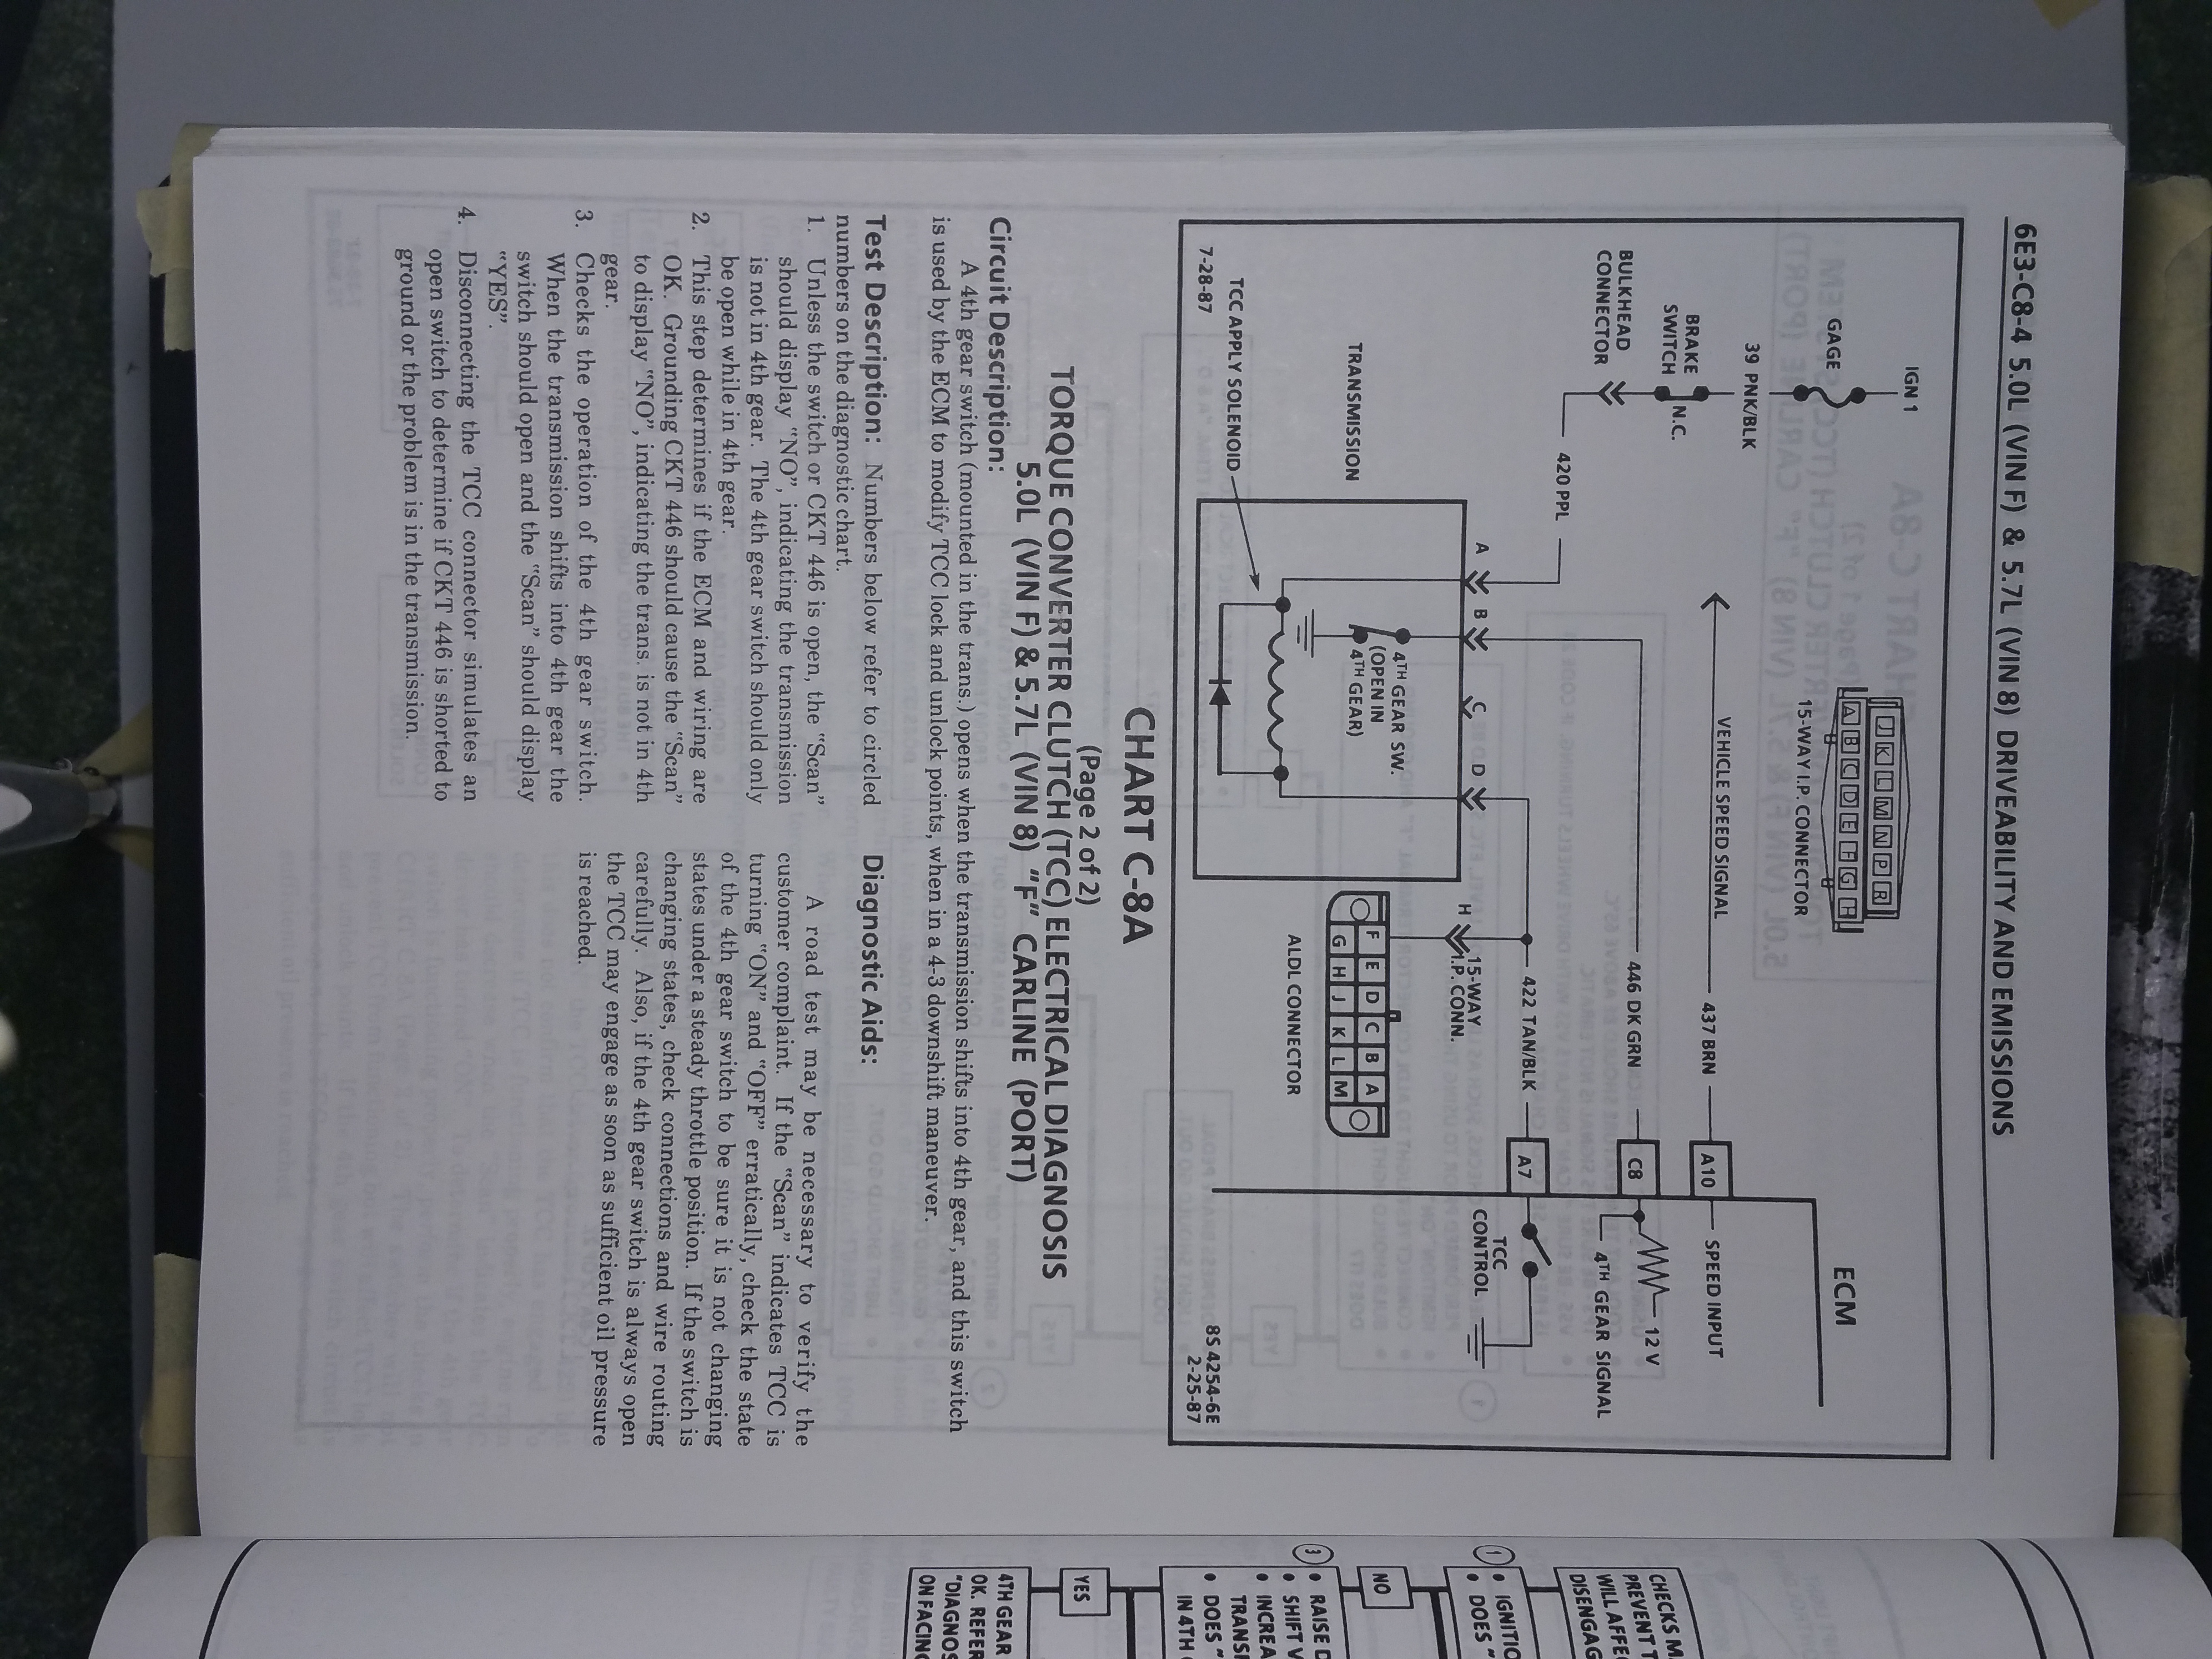 6E3-C8-4 5.0L (VIN F) & 5.7L (VIN 8) DRIVEABILITY AND EMISSIONS
IGN 1
GAGE
39 PNK/BLK
BRAKE
SWITCH
N.C.
BULKHEAD
CONNECTOR
420 PPL
J K L M N P R
A B C D E F G H
15-WAY I.P. CONNECTOR
VEHICLE SPEED SIGNAL
437 BRN
446 DK GRN
422 TAN/BLK
ECM
A10
SPEED INPUT
C8
12 V
4TH GEAR SIGNAL
A7
TCC
CONTROL
A
B
C
D
H
15-WAY
I.P. CONN.
TRANSMISSION
4TH GEAR SW.
(OPEN IN
4TH GEAR)
TCC APPLY SOLENOID
F E D C B A
G H J K L M
ALDL CONNECTOR
7-28-87
8S 4254-6E
2-25-87
CHART C-8A
(Page 2 of 2)
TORQUE CONVERTER CLUTCH (TCC) ELECTRICAL DIAGNOSIS
5.0L (VIN F) & 5.7L (VIN 8) "F" CARLINE (PORT)
Circuit Description:
A 4th gear switch (mounted in the trans.) opens when the transmission shifts into 4th gear, and this switch
is used by the ECM to modify TCC lock and unlock points, when in a 4-3 downshift maneuver.
Test Description: Numbers below refer to circled
numbers on the diagnostic chart.
1. Unless the switch or CKT 446 is open, the "Scan"
should display "NO", indicating the transmission
is not in 4th gear. The 4th gear switch should only
be open while in 4th gear.
2. This step determines if the ECM and wiring are
OK. Grounding CKT 446 should cause the "Scan"
to display "NO", indicating the trans. is not in 4th
gear.
3. Checks the operation of the 4th gear switch.
When the transmission shifts into 4th gear the
switch should open and the "Scan" should display
"YES".
4. Disconnecting the TCC connector simulates an
open switch to determine if CKT 446 is shorted to
ground or the problem is in the transmission.
Diagnostic Aids:
A road test may be necessary to verify the
customer complaint. If the "Scan" indicates TCC is
turning "ON" and "OFF" erratically, check the state
of the 4th gear switch to be sure it is not changing
states under a steady throttle position. If the switch is
changing states, check connections and wire routing
carefully. Also, if the 4th gear switch is always open
the TCC may engage as soon as sufficient oil pressure
is reached.
CHECKS
PREVENT
WILL
DISENGAG
1
• IGNITIO
• DOES "
NO
3
• RAISE D
• SHIFT
• INCREA
TRANS
• DOES "
IN 4TH
YES
4TH GEAR
OK. REFER
"DIAGNOS
ON FACIN